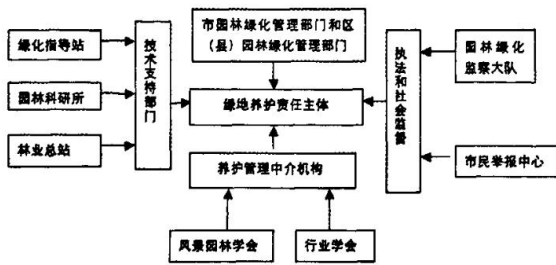 市园林绿化管理部门和区
(县)园林绿化管理部门
绿化指导站
园林科研所
林业总站
技术支持部门
绿地养护责任主体
执法和社会监督
园林绿化
监察大队
市民举报中心
养护管理中介机构
风景园林学会
行业学会